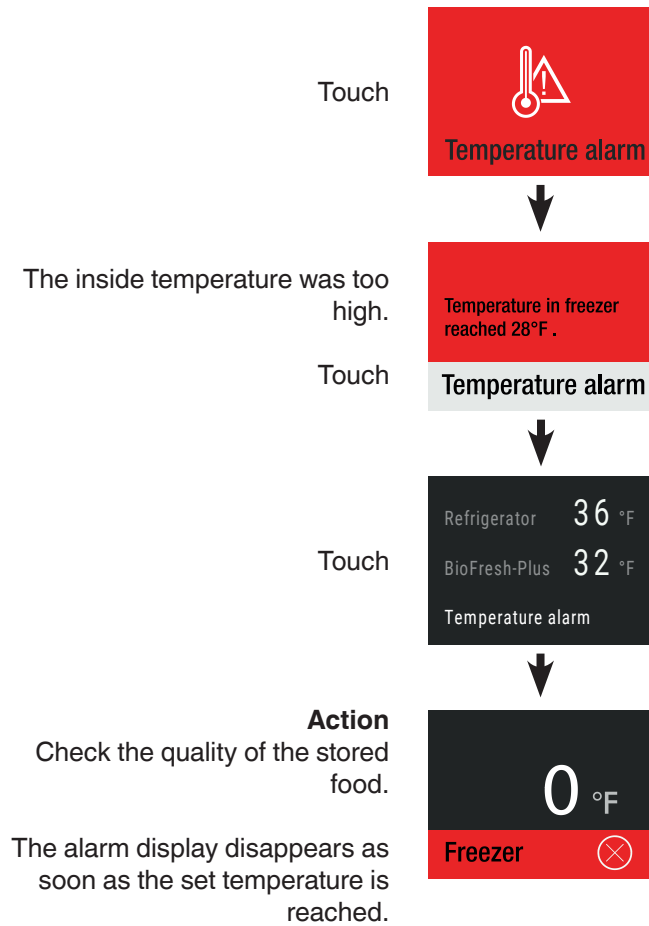 Touch
!
Temperature alarm
The inside temperature was too
high.
Temperature in freezer
reached 28°F .
Touch
Temperature alarm
Refrigerator 36 °F
Touch
BioFresh-Plus 32 °F
Temperature alarm
Action
Check the quality of the stored
food.
0 °F
The alarm display disappears as
soon as the set temperature is
reached.
Freezer